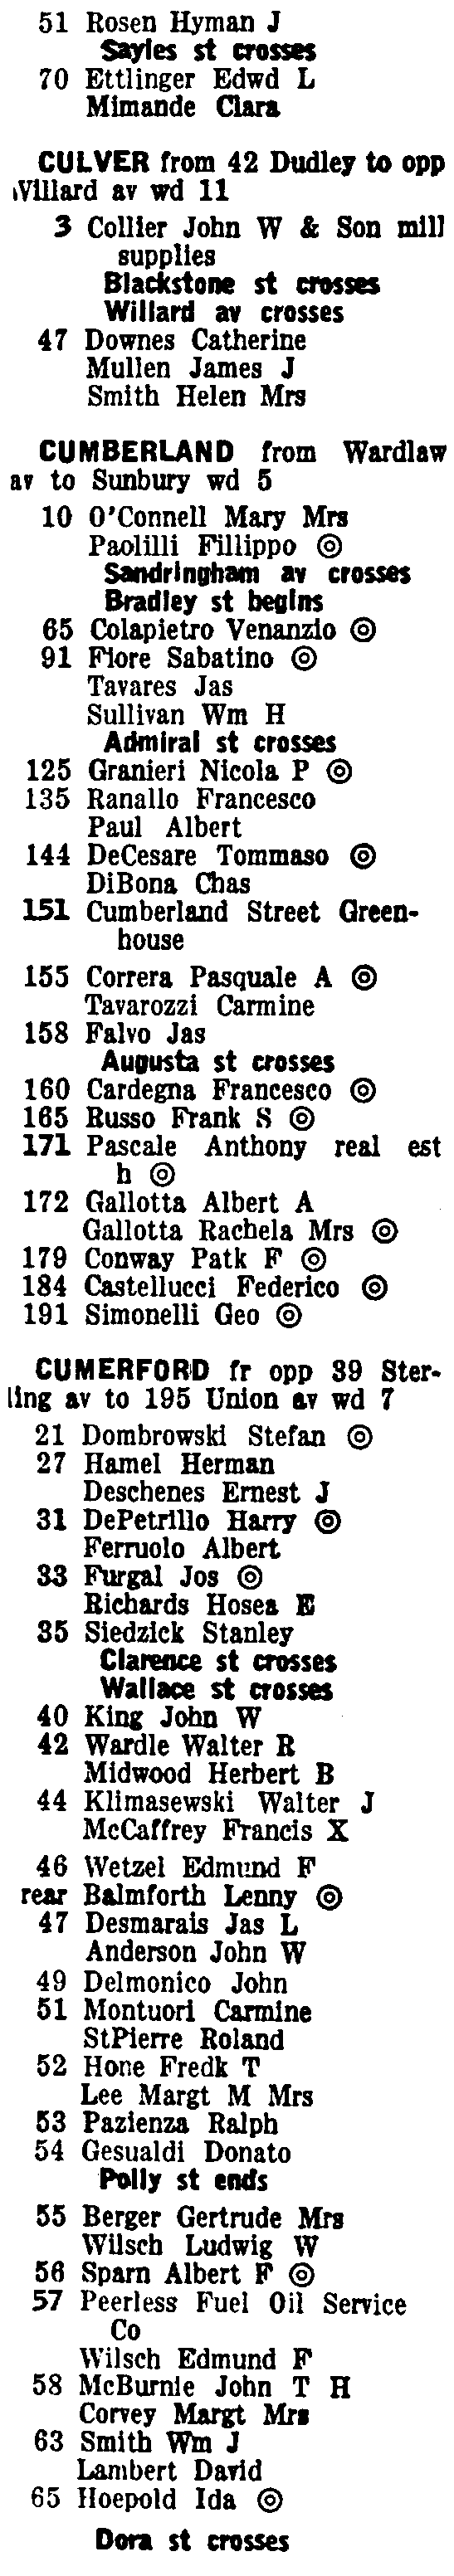 51 Rosen Hyman J
Sayles st crosses
70 Ettlinger Edwd L
Mimande Clara
CULVER from 42 Dudley to opp
Willard av wd 11
3 Collier John W & Son mill
supplies
Blackstone st crosses
Willard av crosses
47 Downes Catherine
Mullen James J
Smith Helen Mrs
CUMBERLAND from Wardlaw
av to Sunbury wd 5
10 O'Connell Mary Mrs
Paolilli Fillippo ◎
Sandringham av crosses
Bradley st begins
65 Colapietro Venanzio ◎
91 Fiore Sabatino ◎
Tavares Jas
Sullivan Wm H
Admiral st crosses
125 Granieri Nicola P ◎
135 Ranallo Francesco
Paul Albert
144 DeCesare Tommaso ◎
DiBona Chas
151 Cumberland Street Green-
house
155 Correra Pasquale A ◎
Tavarozzi Carmine
158 Falvo Jas
Augusta st crosses
160 Cardegna Francesco ◎
165 Russo Frank S ◎
171 Pascale Anthony real est
h ◎
172 Gallotta Albert A
Gallotta Rachela Mrs ◎
179 Conway Patk F ◎
184 Castellucci Federico ◎
191 Simonelli Geo ◎
CUMERFORD fr opp 39 Ster-
ling av to 195 Union av wd 7
21 Dombrowski Stefan ◎
27 Hamel Herman
Deschenes Ernest J
31 DePetrillo Harry ◎
Ferruolo Albert
33 Furgal Jos ◎
Richards Hosea E
35 Siedzick Stanley
Clarence st crosses
Wallace st crosses
40 King John W
42 Wardle Walter R
Midwood Herbert B
44 Klimasewski Walter J
McCaffrey Francis X
46 Wetzel Edmund F
rear Balmforth Lenny ◎
47 Desmarais Jas L
Anderson John W
49 Delmonico John
51 Montuori Carmine
StPierre Roland
52 Hone Fredk T
Lee Margt M Mrs
53 Pazienza Ralph
54 Gesualdi Donato
Polly st ends
55 Berger Gertrude Mrs
Wilsch Ludwig W
56 Sparn Albert F ◎
57 Peerless Fuel Oil Service
Co
Wilsch Edmund F
58 McBurnie John T H
Corvey Margt Mrs
63 Smith Wm J
Lambert David
65 Hoepold Ida ◎
Dora st crosses